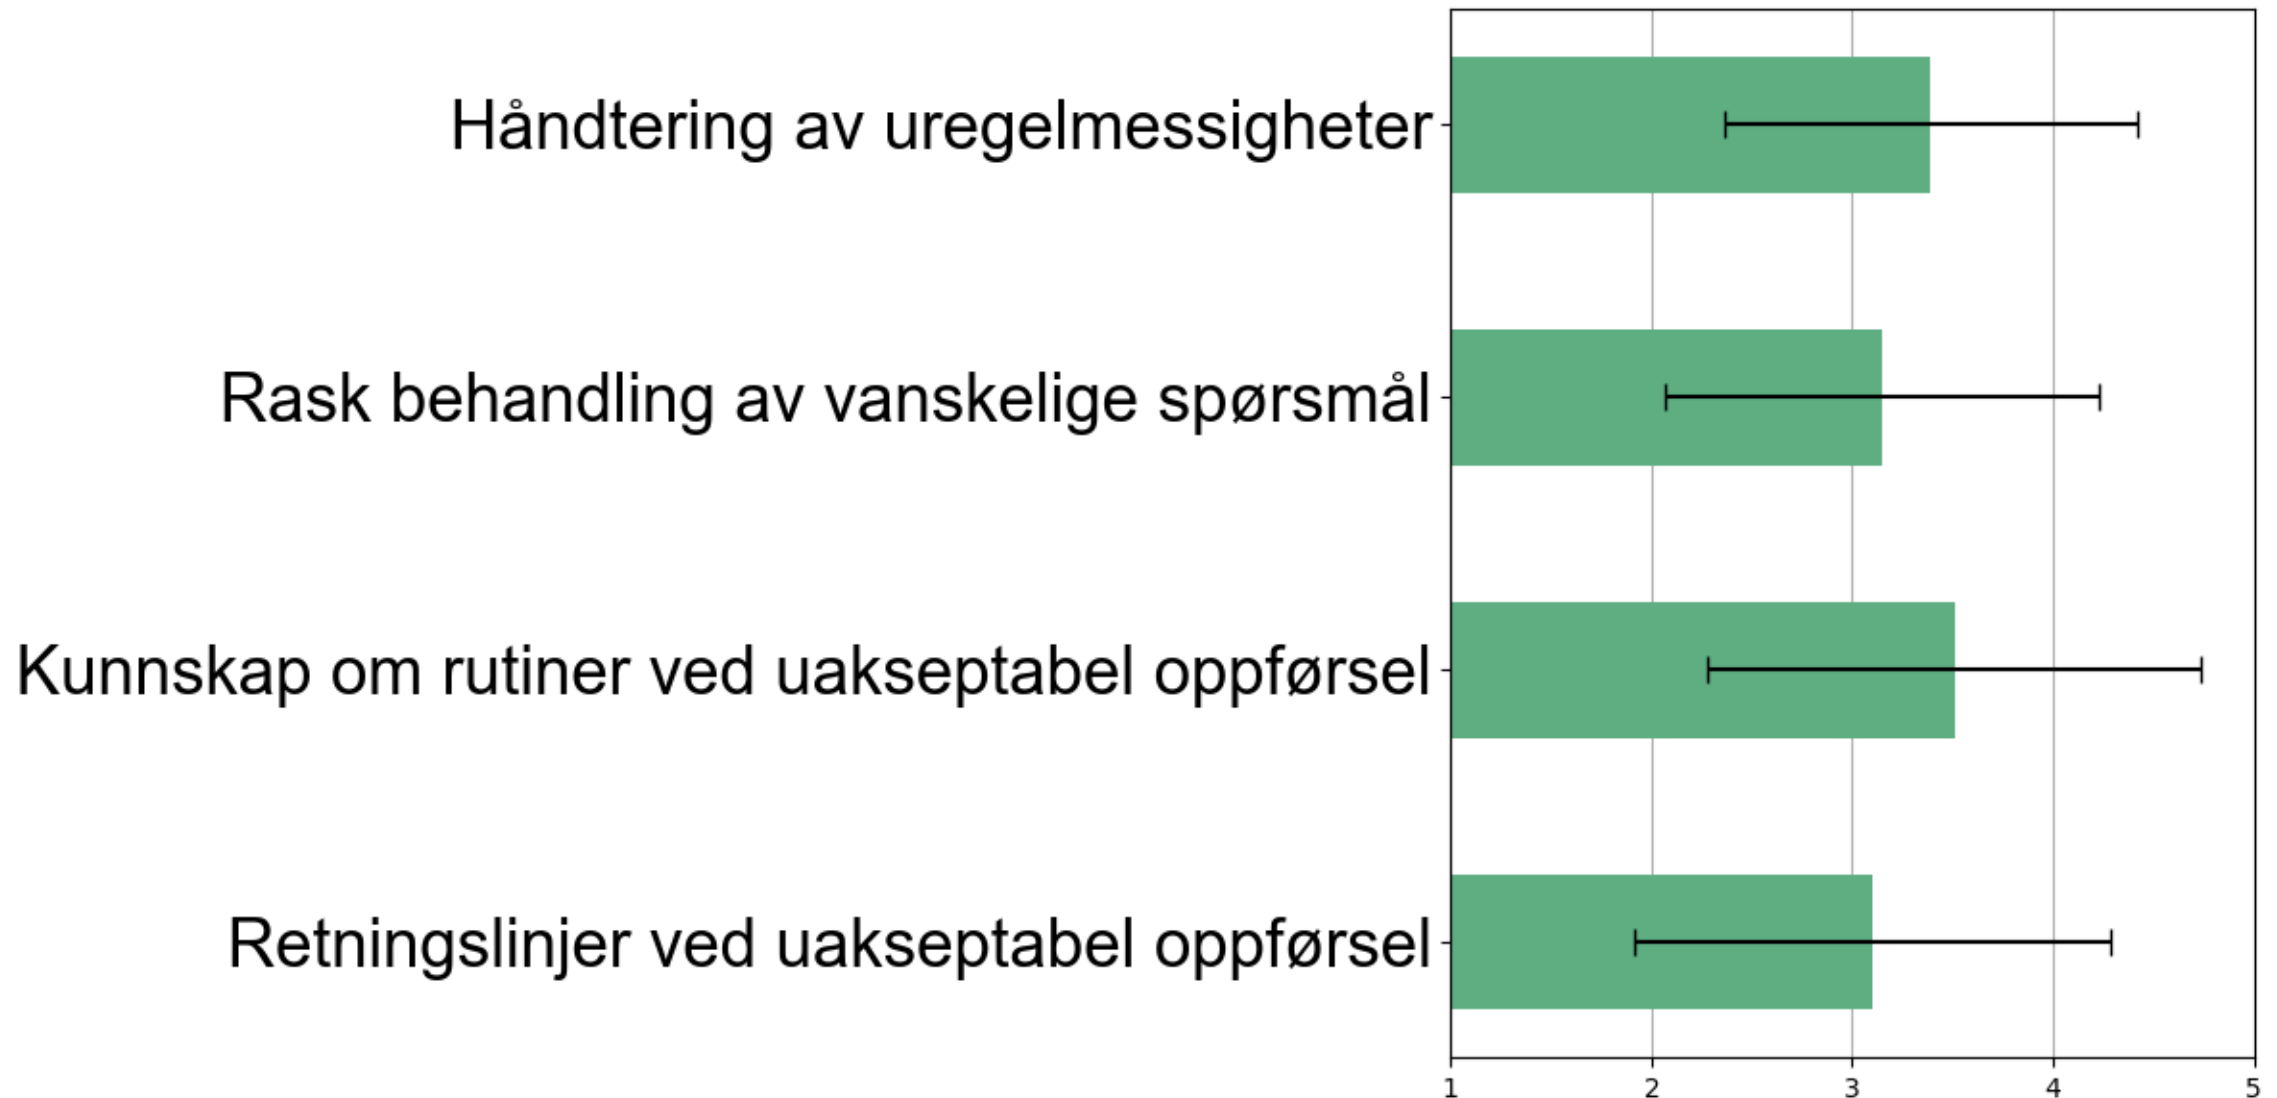 Håndtering av uregelmessigheter
Rask behandling av vanskelige spørsmål
Kunnskap om rutiner ved uakseptabel oppførsel
Retningslinjer ved uakseptabel oppførsel
1 2 3 4 5